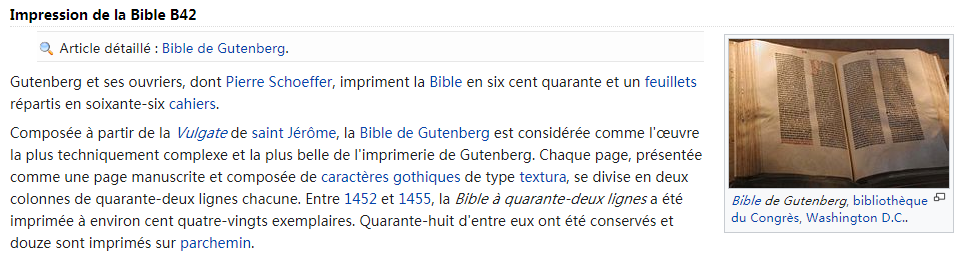 Impression de la Bible B42
Article détaillé : Bible de Gutenberg.
Gutenberg et ses ouvriers, dont Pierre Schoeffer, impriment la Bible en six cent quarante et un feuillets
répartis en soixante-six cahiers.
Composée à partir de la Vulgate de saint Jérôme, la Bible de Gutenberg est considérée comme l'œuvre
la plus techniquement complexe et la plus belle de l'imprimerie de Gutenberg. Chaque page, présentée
comme une page manuscrite et composée de caractères gothiques de type textura, se divise en deux
colonnes de quarante-deux lignes chacune. Entre 1452 et 1455, la Bible à quarante-deux lignes a été
imprimée à environ cent quatre-vingts exemplaires. Quarante-huit d'entre eux ont été conservés et
douze sont imprimés sur parchemin.
Bible de Gutenberg, bibliothèque
du Congrès, Washington D.C..